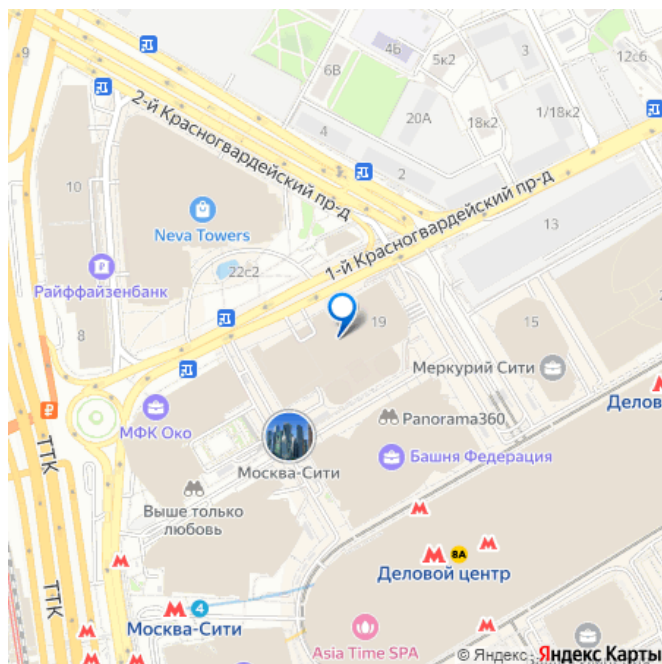 9
4Б
5к2
3
12с6
6В
2-й Красногвардейский пр-д
4
20А
18к2
1/18к2
2
10
1-й Красногвардейский пр-д
13
Neva Towers
22с2
Райффайзенбанк
8
19
15
Меркурий Сити
Делов
МФК Око
Panorama360
ТТК
Москва-Сити
Башня Федерация
Выше только
любовь
8А
Деловой центр
ТТК
4
Москва-Сити
Asia Time SPA
© Яндекс Яндекс Карты